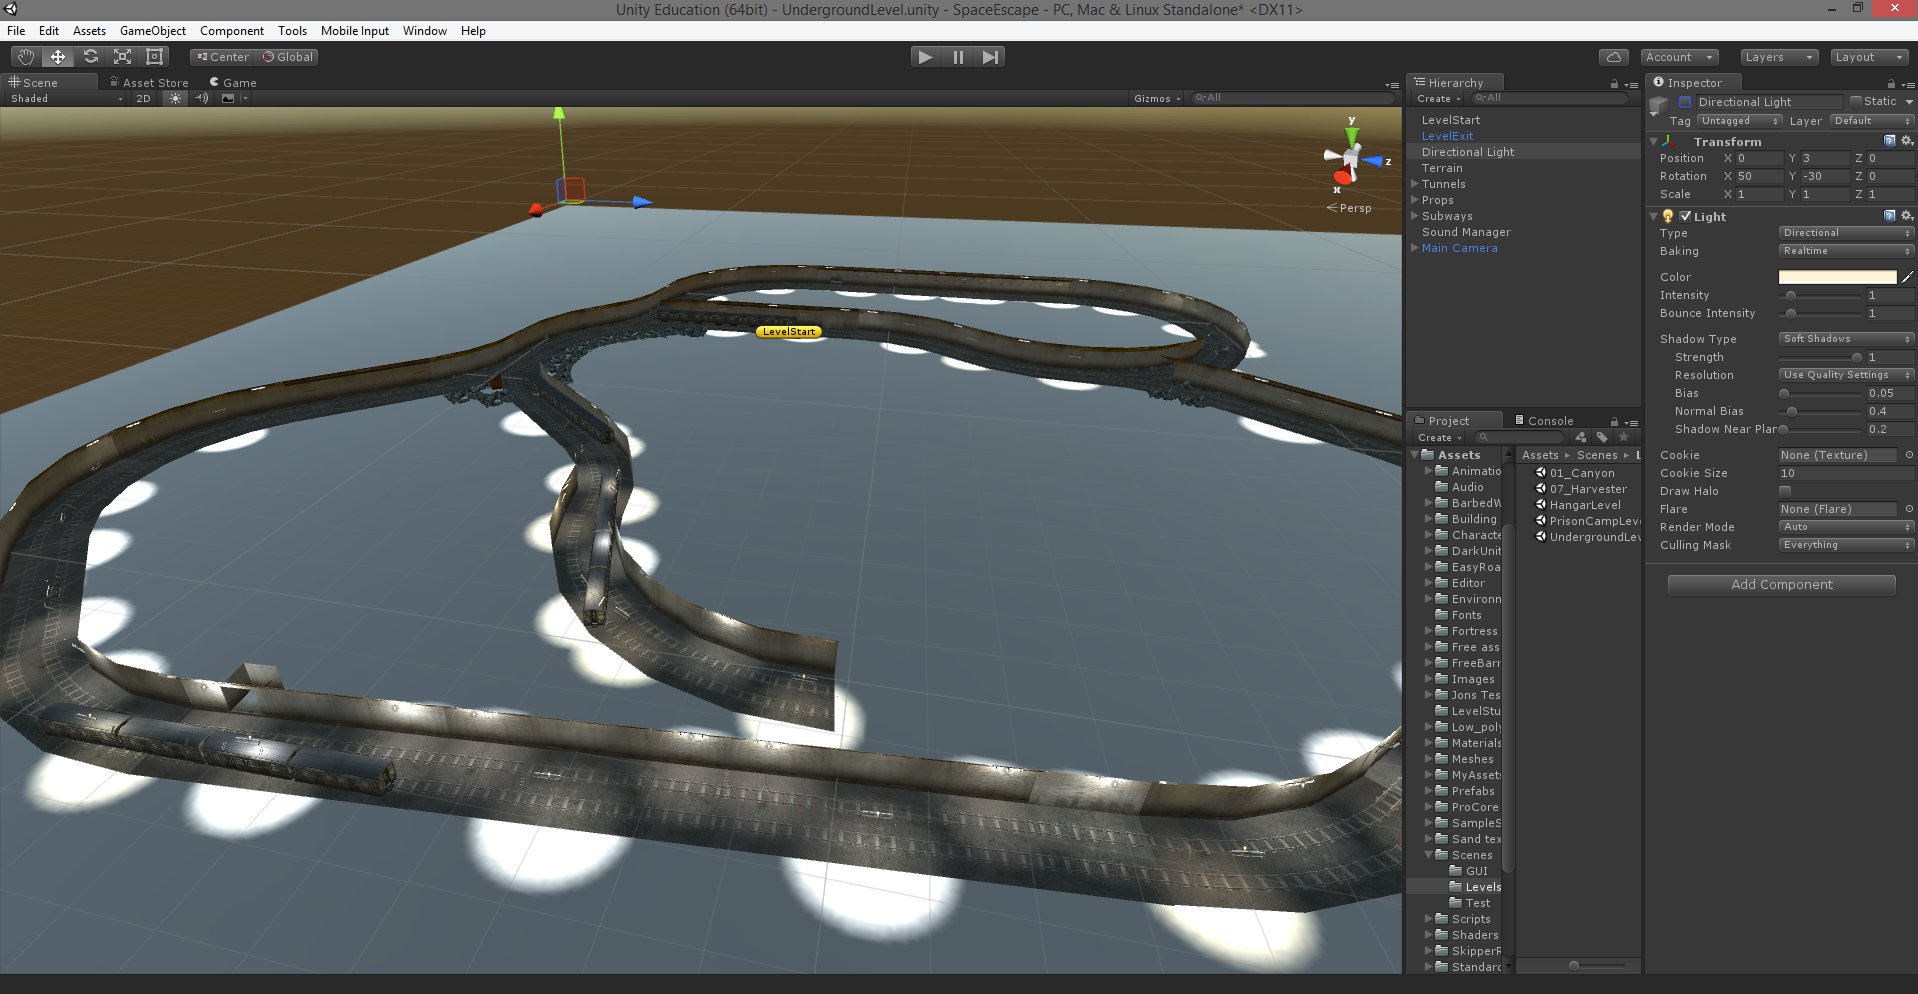 Unity Education (64bit) - UndergroundLevel.unity - SpaceEscape - PC, Mac & Linux Standalone* <DX11>
File Edit Assets GameObject Component Tools Mobile Input Window Help
Center Global
Account Layers Layout
Scene Asset Store Game
Shaded 2D
Gizmos All
y
z
x
Persp
LevelStart
Hierarchy
Create All
LevelStart
LevelExit
Directional Light
Terrain
Tunnels
Props
Subways
Sound Manager
Main Camera
Project Console
Create
Assets
Animatio
Audio
BarbedW
Building
Characte
DarkUnit
EasyRoa
Editor
Environn
Fonts
Fortress
Free ass
FreeBarr
Images
Jons Tes
LevelStu
Low_poly
Materials
Meshes
MyAssets
Prefabs
ProCore
SampleS
Sand tex
Scenes
GUI
Levels
Test
Scripts
Shaders
SkipperR
Standard
Assets Scenes L
01_Canyon
07_Harvester
HangarLevel
PrisonCampLeve
UndergroundLev
Inspector
Directional Light Static
Tag Untagged Layer Default
Transform
Position X 0 Y 3 Z 0
Rotation X 50 Y -30 Z 0
Scale X 1 Y 1 Z 1
Light
Type Directional
Baking Realtime
Color
Intensity 1
Bounce Intensity 1
Shadow Type Soft Shadows
Strength 1
Resolution Use Quality Settings
Bias 0.05
Normal Bias 0.4
Shadow Near Plan 0.2
Cookie None (Texture)
Cookie Size 10
Draw Halo
Flare None (Flare)
Render Mode Auto
Culling Mask Everything
Add Component